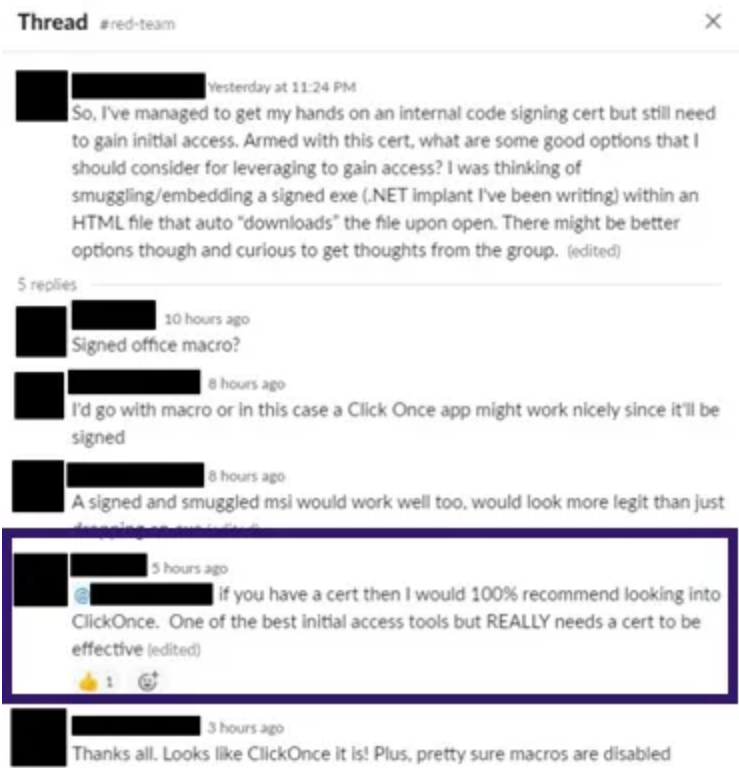 Thread #red-team
Yesterday at 11:24 PM
So, I've managed to get my hands on an internal code signing cert but still need
to gain initial access. Armed with this cert, what are some good options that I
should consider for leveraging to gain access? I was thinking of
smuggling/embedding a signed exe (.NET implant I've been writing) within an
HTML file that auto "downloads" the file upon open. There might be better
options though and curious to get thoughts from the group. (edited)
5 replies
10 hours ago
Signed office macro?
8 hours ago
I'd go with macro or in this case a Click Once app might work nicely since it'll be
signed
8 hours ago
A signed and smuggled msi would work well too, would look more legit than just
dropping an exe (edited)
5 hours ago
@ if you have a cert then I would 100% recommend looking into
ClickOnce. One of the best initial access tools but REALLY needs a cert to be
effective (edited)
1
3 hours ago
Thanks all. Looks like ClickOnce it is! Plus, pretty sure macros are disabled